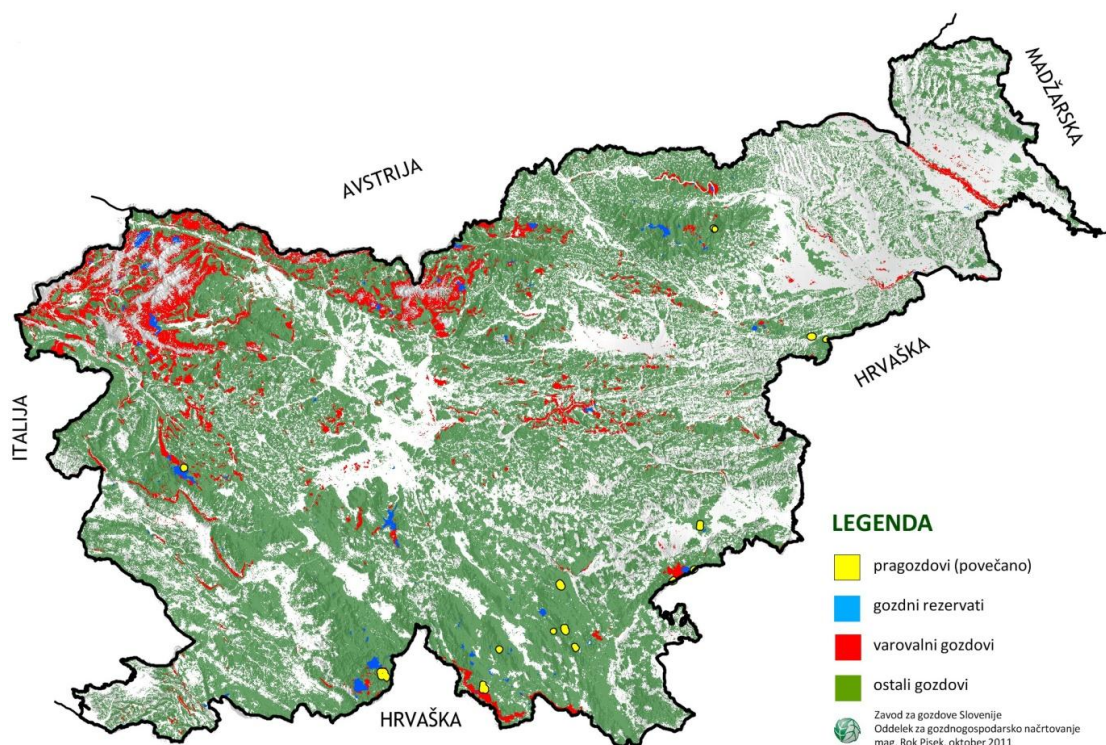 MADŽARSKA
AVSTRIJA
HRVAŠKA
ITALIJA
HRVAŠKA
LEGENDA
pragozdovi (povečano)
gozdni rezervati
varovalni gozdovi
ostali gozdovi
Zavod za gozdove Slovenije
Oddelek za gozdnogospodarsko načrtovanje
mag. Rok Pisek, oktober 2011